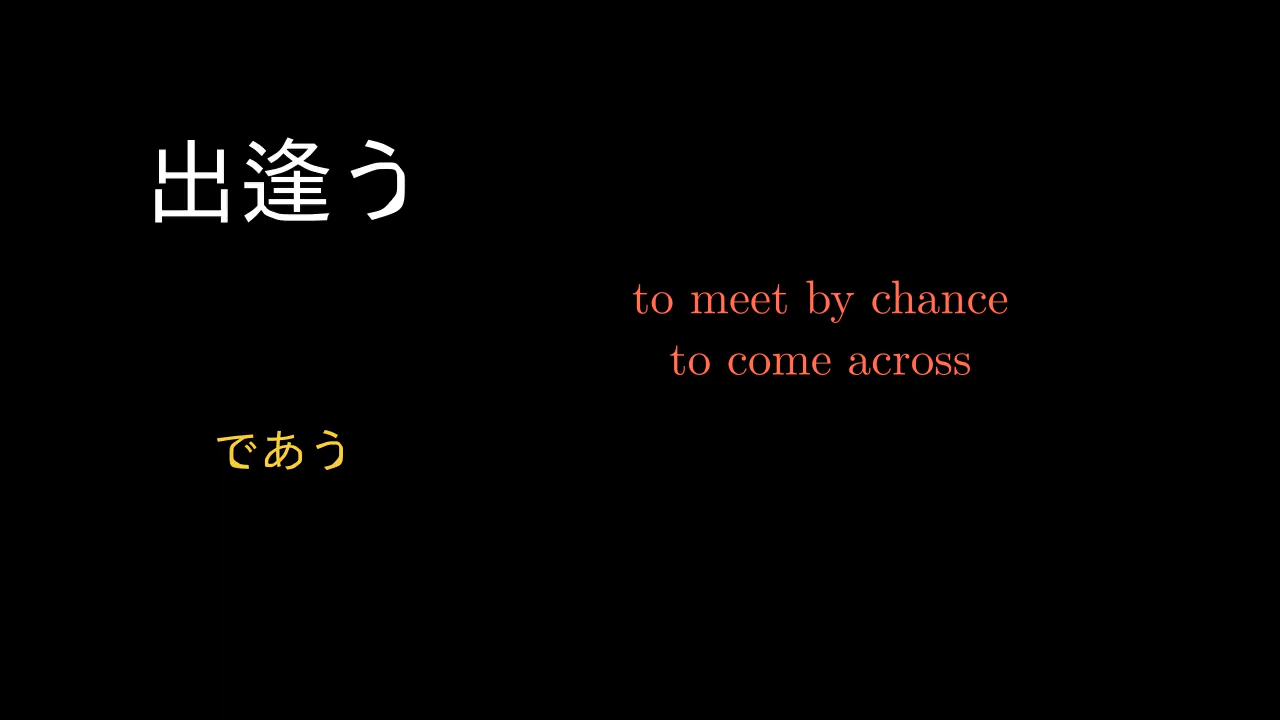 出逢う
to meet by chance
to come across
であう